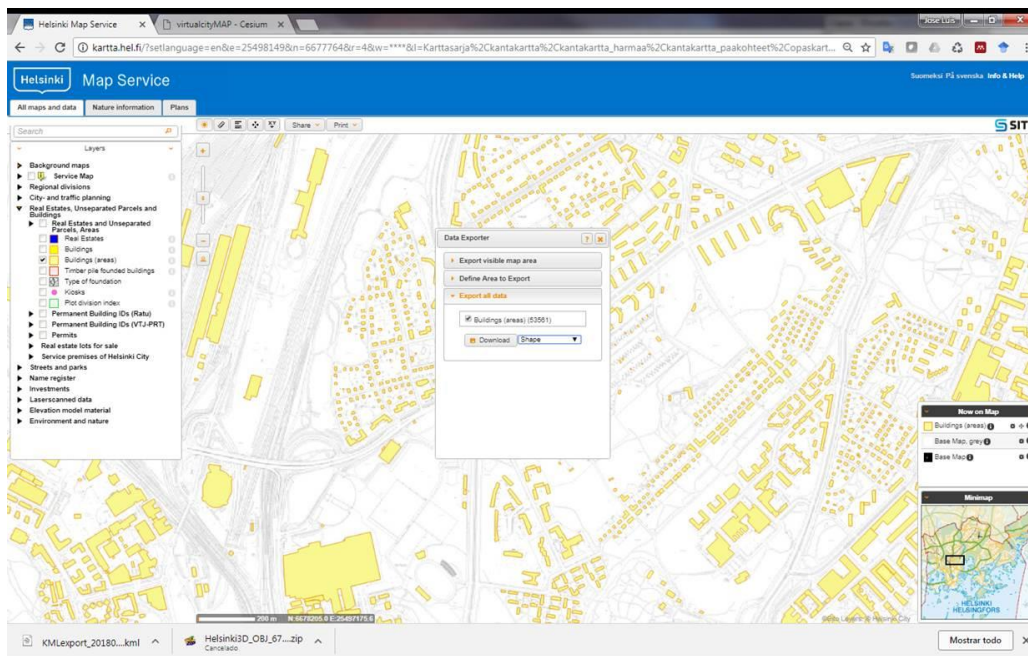 Helsinki Map Service
virtualcityMAP - Cesium
Jose Luis
kartta.hel.fi/?setlanguage=en&e=25498149&n=6677764&r=4&w=****&l=Karttasarja%2Ckantakartta%2Ckantakartta_harmaa%2Ckantakartta_paakohteet%2Copaskart...
Helsinki
Map Service
Suomeksi På svenska Info & Help
All maps and data
Nature information
Plans
Search
Share
Print
SIT
Layers
Background maps
Service Map
Regional divisions
City- and traffic planning
Real Estates, Unseparated Parcels and
Buildings
Real Estates and Unseparated
Parcels, Areas
Real Estates
Buildings
Buildings (areas)
Timber pile founded buildings
Type of foundation
Kiosks
Plot division index
Permanent Building IDs (Ratu)
Permanent Building IDs (VTJ-PRT)
Permits
Real estate lots for sale
Service premises of Helsinki City
Streets and parks
Name register
Investments
Laserscanned data
Elevation model material
Environment and nature
Data Exporter
Export visible map area
Define Area to Export
Export all data
Buildings (areas) (53561)
Download
Shape
Now on Map
Buildings (areas)
Base Map, grey
Base Map
Minimap
HELSINKI
HELSINGFORS
200 m
N:6678205.0 E:25497175.6
Helsinki City
KMLexport_20180....kml
Helsinki3D_OBJ_67....zip
Cancelado
Mostrar todo